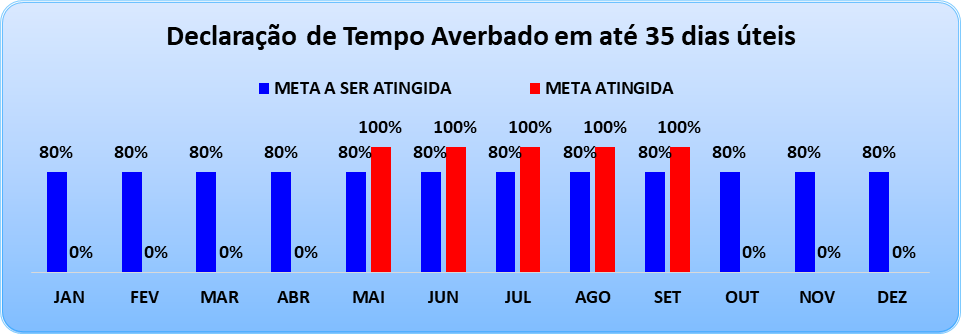 Declaração de Tempo Averbado em até 35 dias úteis
META A SER ATINGIDA META ATINGIDA
100% 100% 100% 100% 100%
80% 80% 80% 80% 80% 80% 80% 80% 80% 80% 80% 80%
0% 0% 0% 0% 0% 0% 0%
JAN FEV MAR ABR MAI JUN JUL AGO SET OUT NOV DEZ